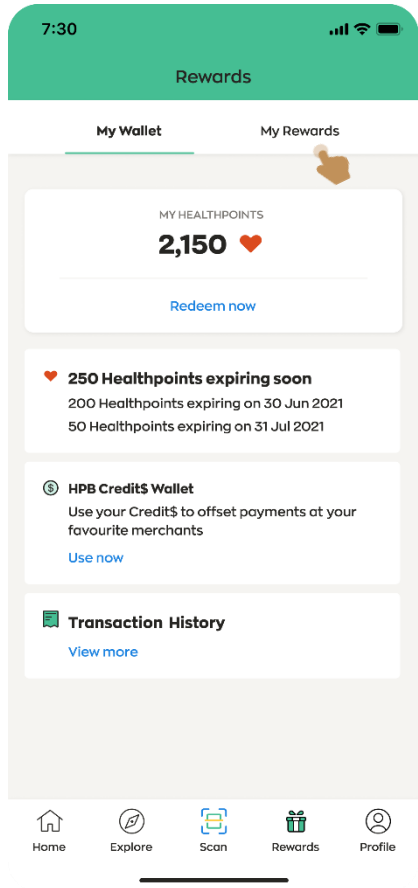 7:30
Rewards
My Wallet
My Rewards
MY HEALTHPOINTS
2,150
Redeem now
250 Healthpoints expiring soon
200 Healthpoints expiring on 30 Jun 2021
50 Healthpoints expiring on 31 Jul 2021
$ HPB Credit$ Wallet
Use your Credit$ to offset payments at your
favourite merchants
Use now
Transaction History
View more
Home
Explore
Scan
Rewards
Profile